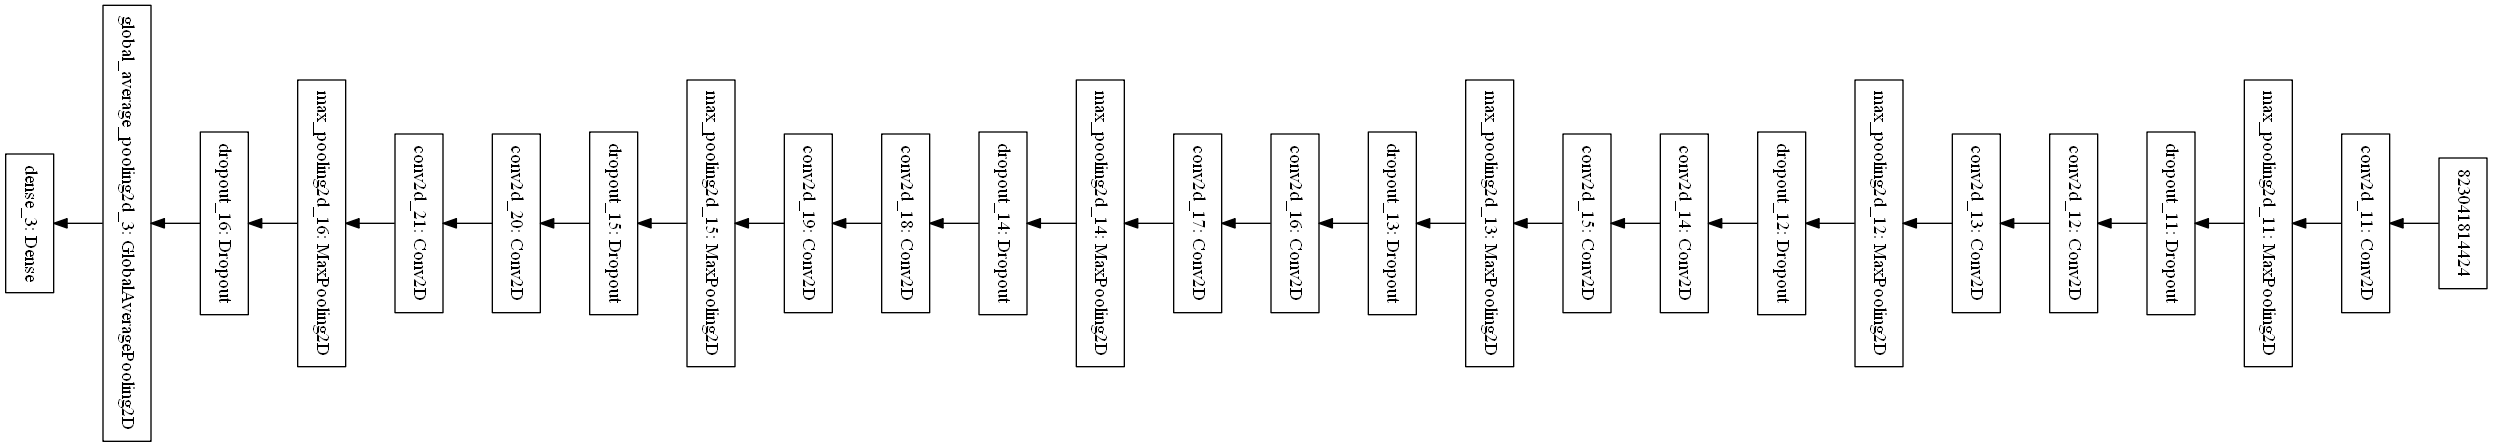 823041814424
conv2d_11: Conv2D
max_pooling2d_11: MaxPooling2D
dropout_11: Dropout
conv2d_12: Conv2D
conv2d_13: Conv2D
max_pooling2d_12: MaxPooling2D
dropout_12: Dropout
conv2d_14: Conv2D
conv2d_15: Conv2D
max_pooling2d_13: MaxPooling2D
dropout_13: Dropout
conv2d_16: Conv2D
conv2d_17: Conv2D
max_pooling2d_14: MaxPooling2D
dropout_14: Dropout
conv2d_18: Conv2D
conv2d_19: Conv2D
max_pooling2d_15: MaxPooling2D
dropout_15: Dropout
conv2d_20: Conv2D
conv2d_21: Conv2D
max_pooling2d_16: MaxPooling2D
dropout_16: Dropout
global_average_pooling2d_3: GlobalAveragePooling2D
dense_3: Dense